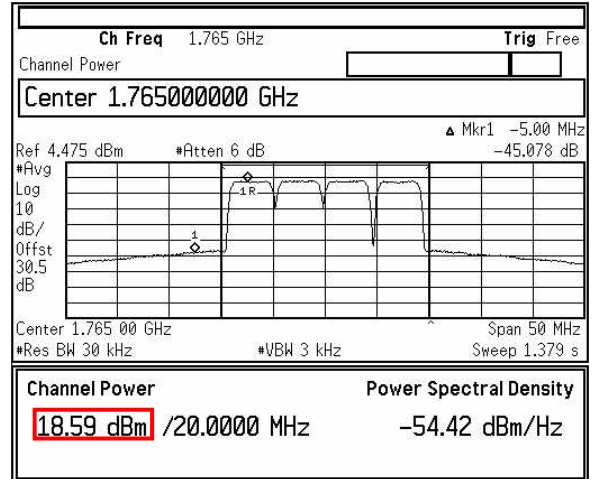 Ch Freq 1.765 GHz Trig Free
Channel Power
Center 1.765000000 GHz
Δ Mkr1 -5.00 MHz
Ref 4.475 dBm #Atten 6 dB -45.078 dB
#Avg
Log
10
dB/
Offst
30.5
dB
1R
1
Center 1.765 00 GHz Span 50 MHz
#Res BW 30 kHz #VBW 3 kHz Sweep 1.379 s
Channel Power Power Spectral Density
18.59 dBm /20.0000 MHz -54.42 dBm/Hz